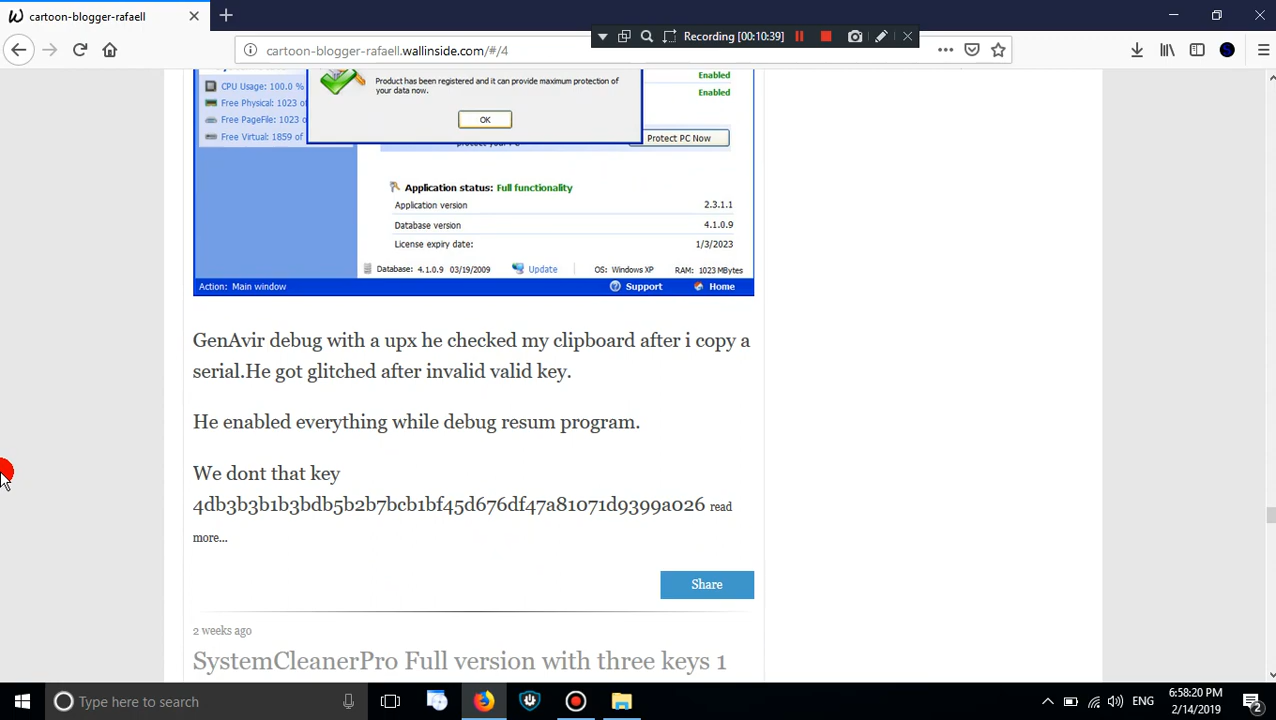 cartoon-blogger-rafaell
Recording [00:10:39]
cartoon-blogger-rafaell.wallinside.com/#/4
Product has been registered and it can provide maximum protection of
your data now.
OK
CPU Usage: 100.0 %
Free Physical: 1023 of
Free PageFile: 1023 of
Free Virtual: 1859 of
Enabled
Enabled
Protect PC Now
Application status: Full functionality
Application version 2.3.1.1
Database version 4.1.0.9
License expiry date: 1/3/2023
Database: 4.1.0.9 03/19/2009 Update OS: Windows XP RAM: 1023 MBytes
Action: Main window Support Home
GenAvir debug with a upx he checked my clipboard after i copy a
serial.He got glitched after invalid valid key.
He enabled everything while debug resum program.
We dont that key
4db3b3b1b3bdb5b2b7bcb1bf45d676df47a81071d9399a026 read
more...
Share
2 weeks ago
SystemCleanerPro Full version with three keys 1
Type here to search
ENG
6:58:20 PM
2/14/2019
2